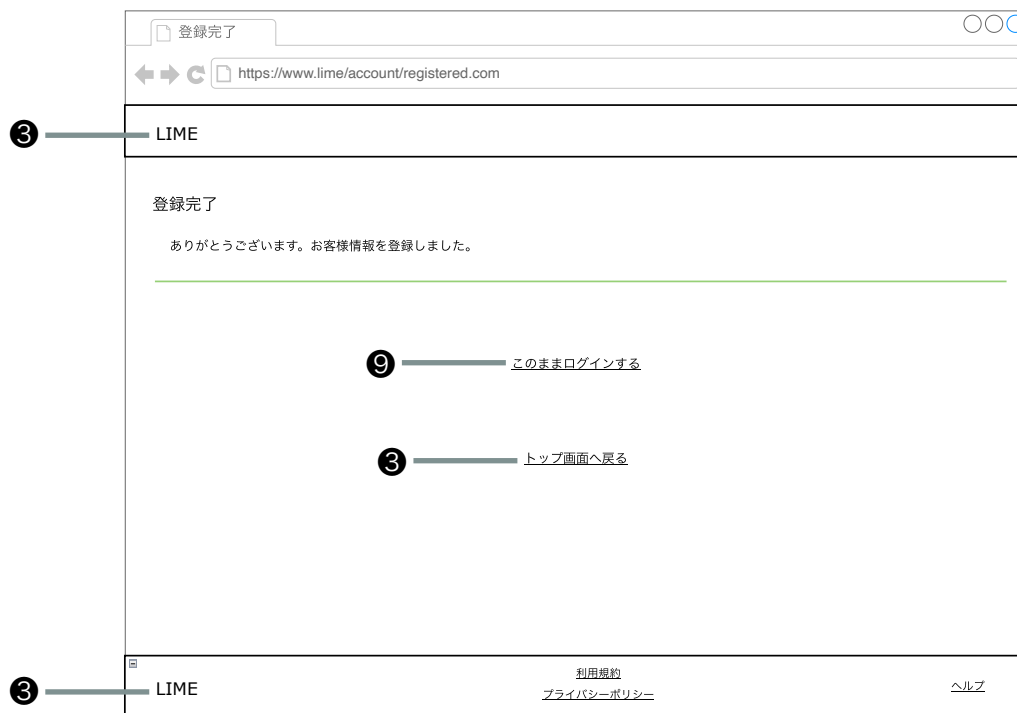 登録完了
https://www.lime/account/registered.com
❸ LIME
登録完了
ありがとうございます。お客様情報を登録しました。
❾ このままログインする
❸ トップ画面へ戻る
❸ LIME
利用規約
プライバシーポリシー
ヘルプ